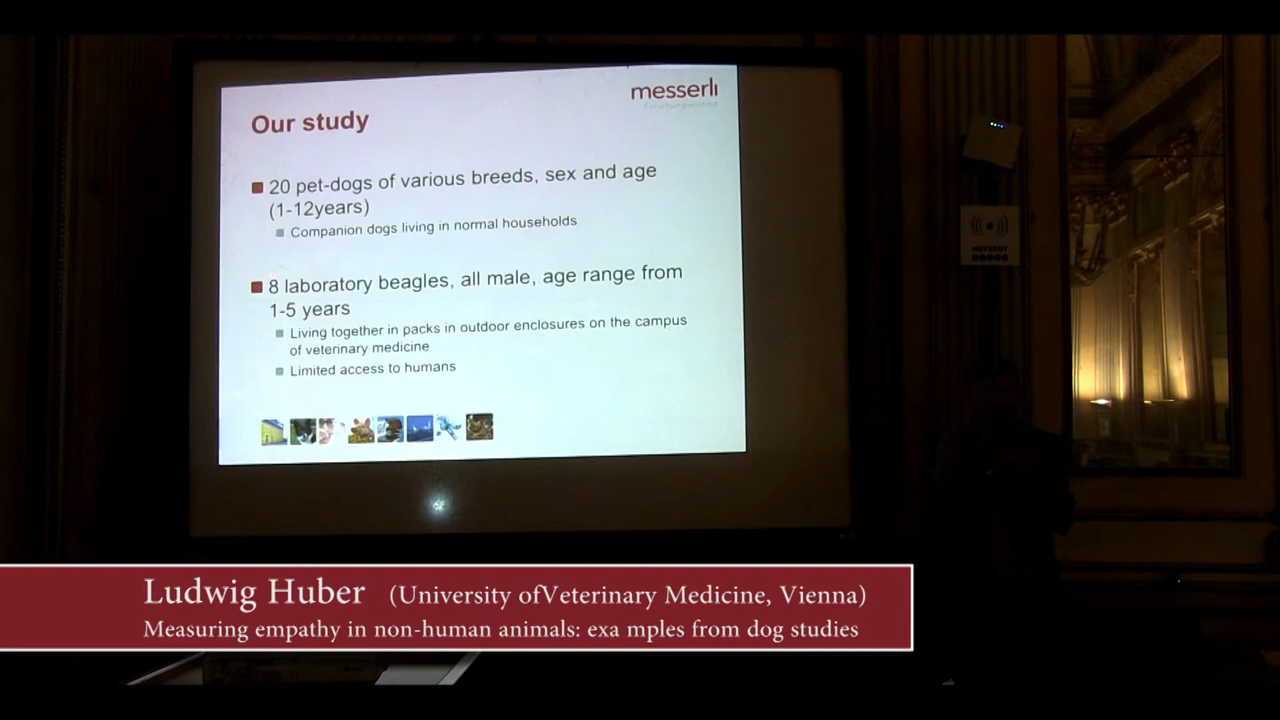 messerli
Forschungsinstitut
Our study
20 pet-dogs of various breeds, sex and age
(1-12years)
Companion dogs living in normal households
8 laboratory beagles, all male, age range from
1-5 years
Living together in packs in outdoor enclosures on the campus
of veterinary medicine
Limited access to humans
HOTSPOT
Ludwig Huber (University ofVeterinary Medicine, Vienna)
Measuring empathy in non-human animals: exa mples from dog studies